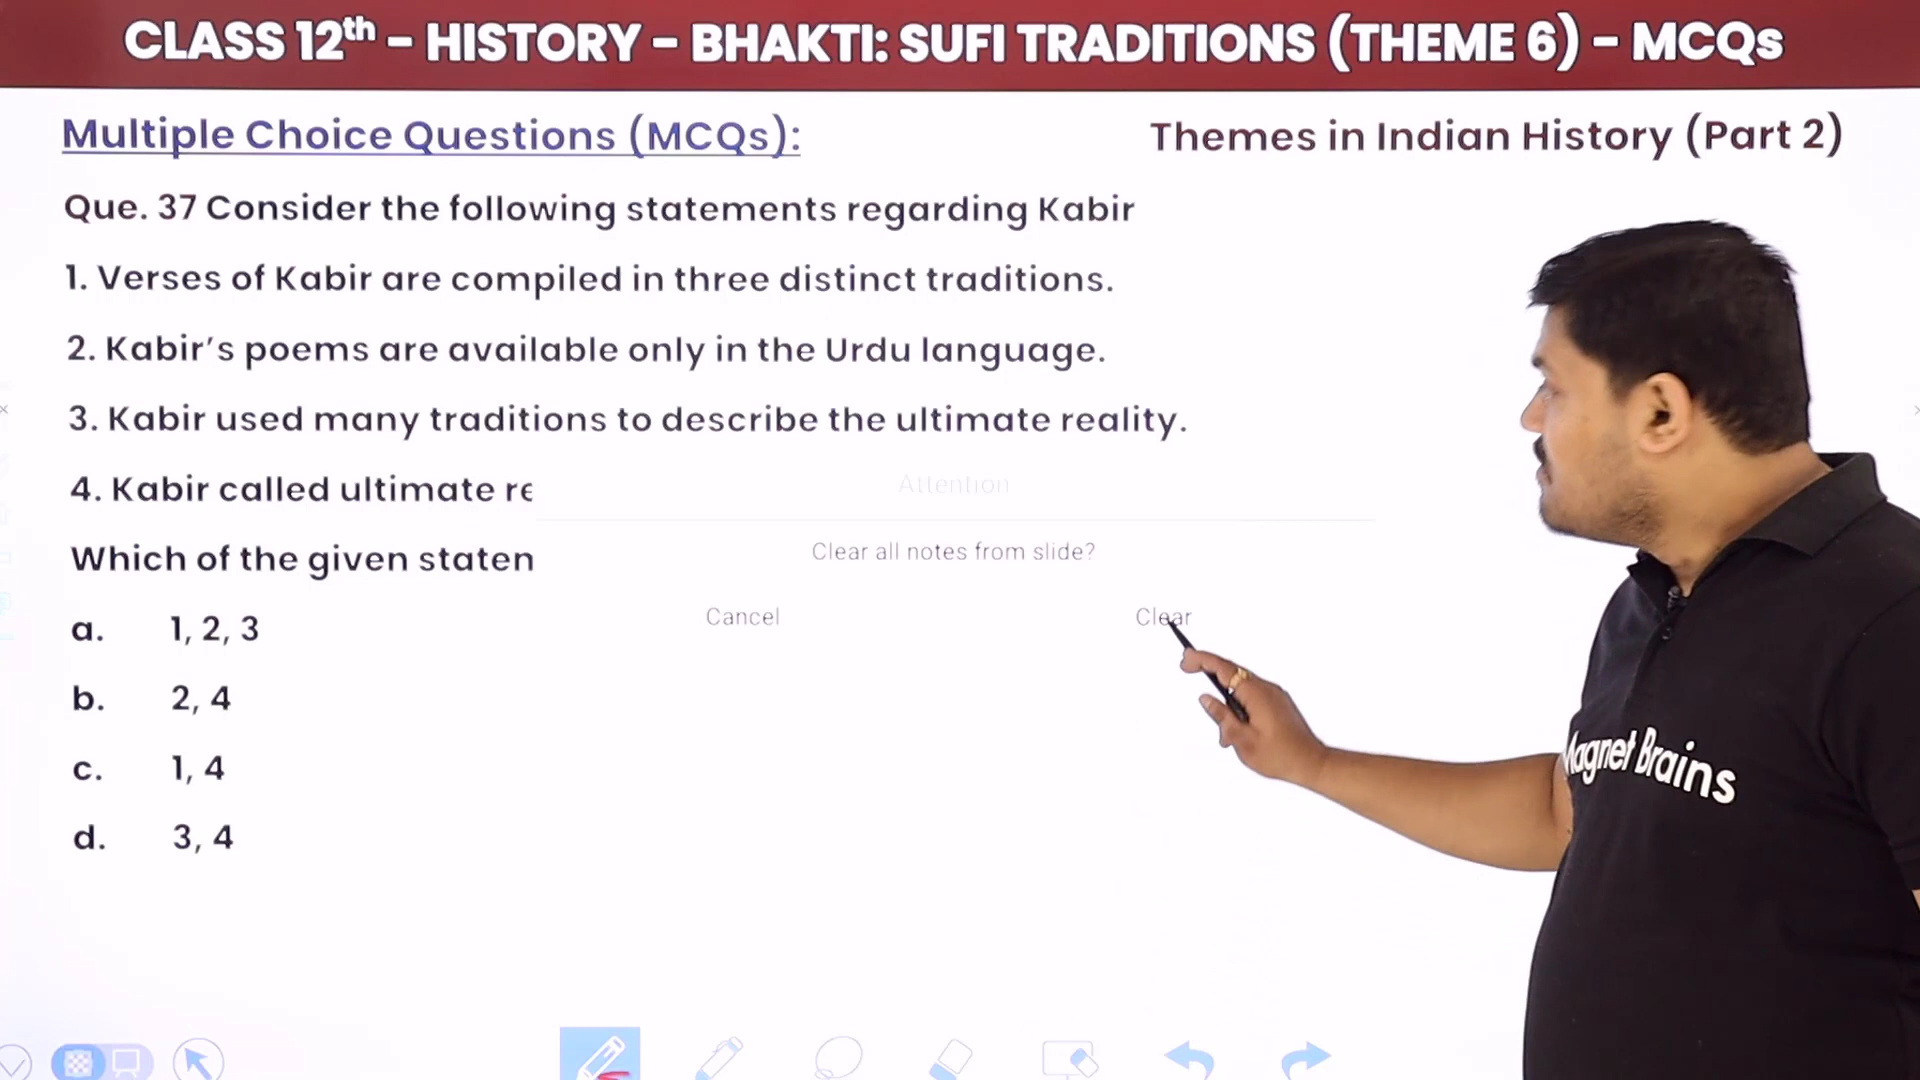 CLASS 12th - HISTORY - BHAKTI: SUFI TRADITIONS (THEME 6) - MCQs
Multiple Choice Questions (MCQs):
Themes in Indian History (Part 2)
Que. 37 Consider the following statements regarding Kabir
1. Verses of Kabir are compiled in three distinct traditions.
2. Kabir's poems are available only in the Urdu language.
3. Kabir used many traditions to describe the ultimate reality.
4. Kabir called ultimate re
Attention
Which of the given staten
Clear all notes from slide?
Cancel
Clear
a. 1, 2, 3
b. 2, 4
c. 1, 4
d. 3, 4
Magnet Brains